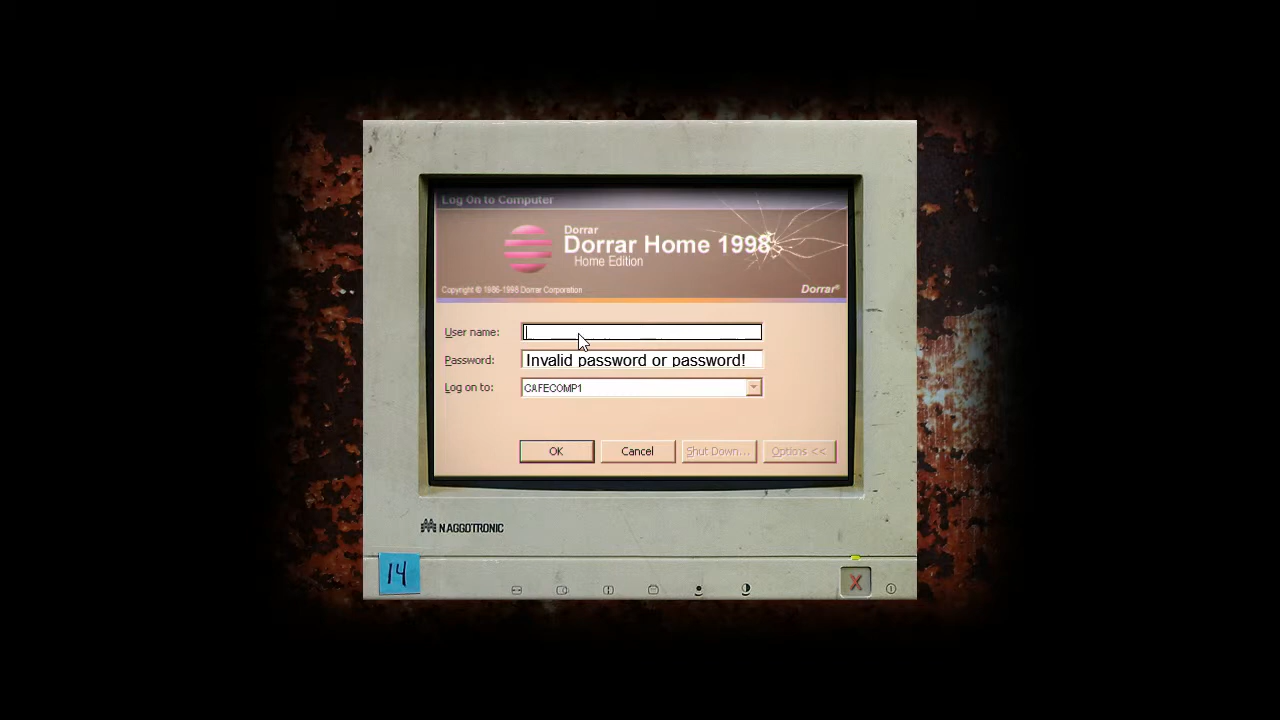 Log On to Computer
Dorrar
Dorrar Home 1998
Home Edition
Copyright © 1986-1998 Dorrar Corporation
Dorrar®
User name:
Password: Invalid password or password!
Log on to: CAFECOMP1
OK Cancel Shut Down... Options <<
NAGGOTRONIC
14
X